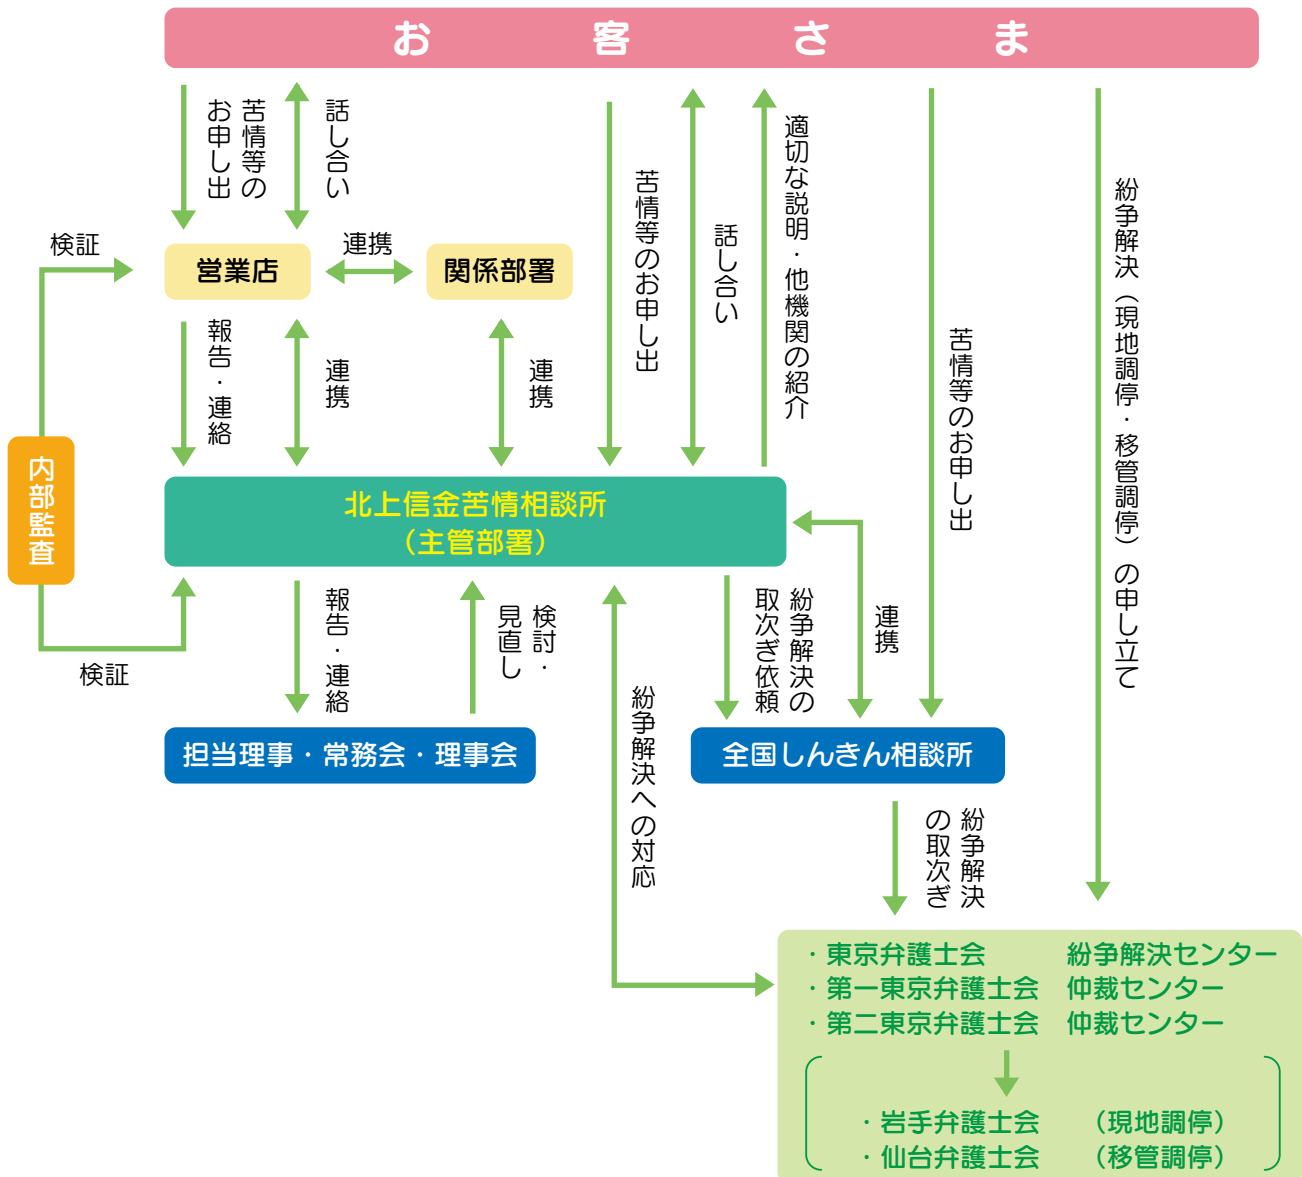 お客さま
苦情等の
お申し出
話し合い
苦情等のお申し出
話し合い
適切な説明・他機関の紹介
苦情等のお申し出
紛争解決（現地調停・移管調停）の申し立て
検証
営業店
連携
関係部署
報告・連絡
連携
連携
内部監査
北上信金苦情相談所
（主管部署）
検証
報告・連絡
検討・
見直し
紛争解決への対応
紛争解決の
取次ぎ依頼
連携
担当理事・常務会・理事会
全国しんきん相談所
紛争解決
の取次ぎ
・東京弁護士会 紛争解決センター
・第一東京弁護士会 仲裁センター
・第二東京弁護士会 仲裁センター
・岩手弁護士会 （現地調停）
・仙台弁護士会 （移管調停）